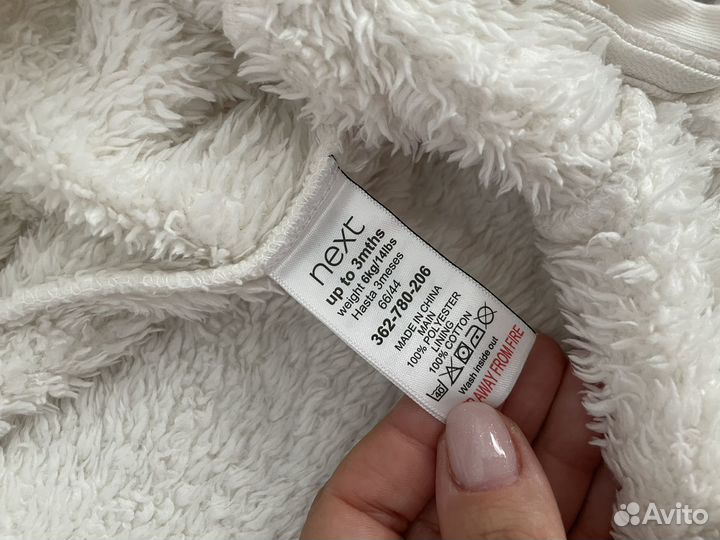 next
up to 3mths
weight 6kg/14lbs
Hasta 3meses
66/44
362-780-206
MADE IN CHINA
MAIN
100% POLYESTER
LINING
100% COTTON
40
Wash inside out
AWAY FROM FIRE
Avito